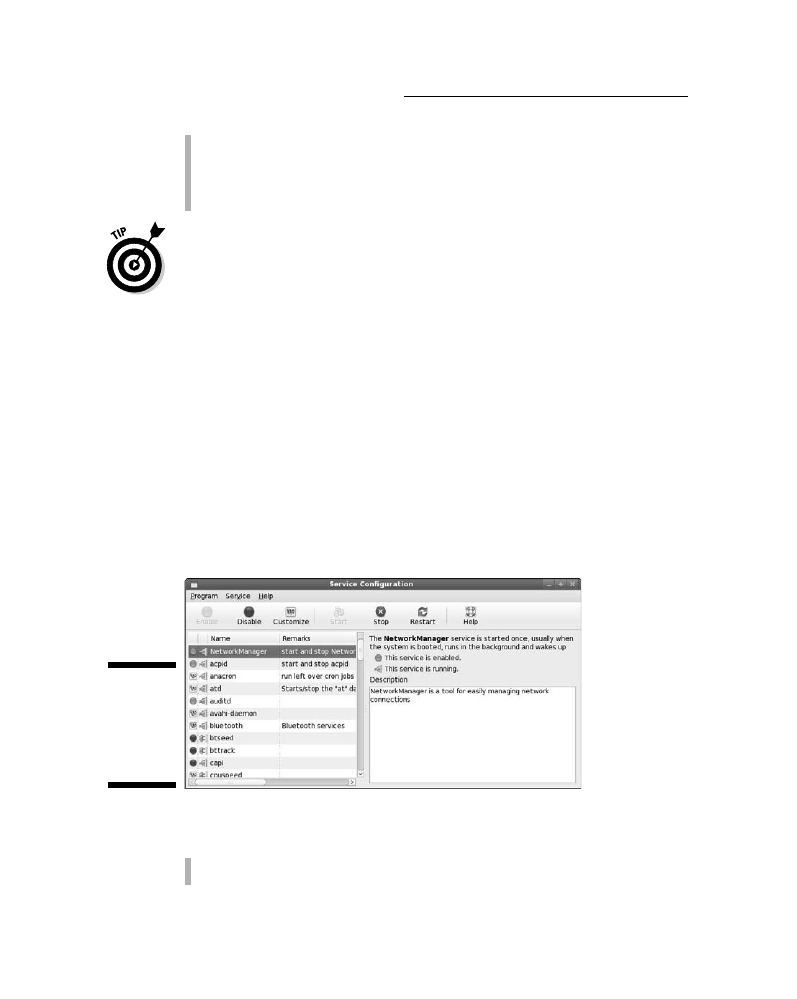 TIP
Service Configuration
Program Service Help
Enable Disable Customize Start Stop Restart Help
Name Remarks
NetworkManager start and stop Networ
acpid start and stop acpid
anacron run left over cron jobs
atd Starts/stop the "at" da
auditd
avahi-daemon
bluetooth Bluetooth services
btseed
bttrack
capi
cpuspeed
The NetworkManager service is started once, usually when
the system is booted, runs in the background and wakes up
This service is enabled.
This service is running.
Description
NetworkManager is a tool for easily managing network
connections